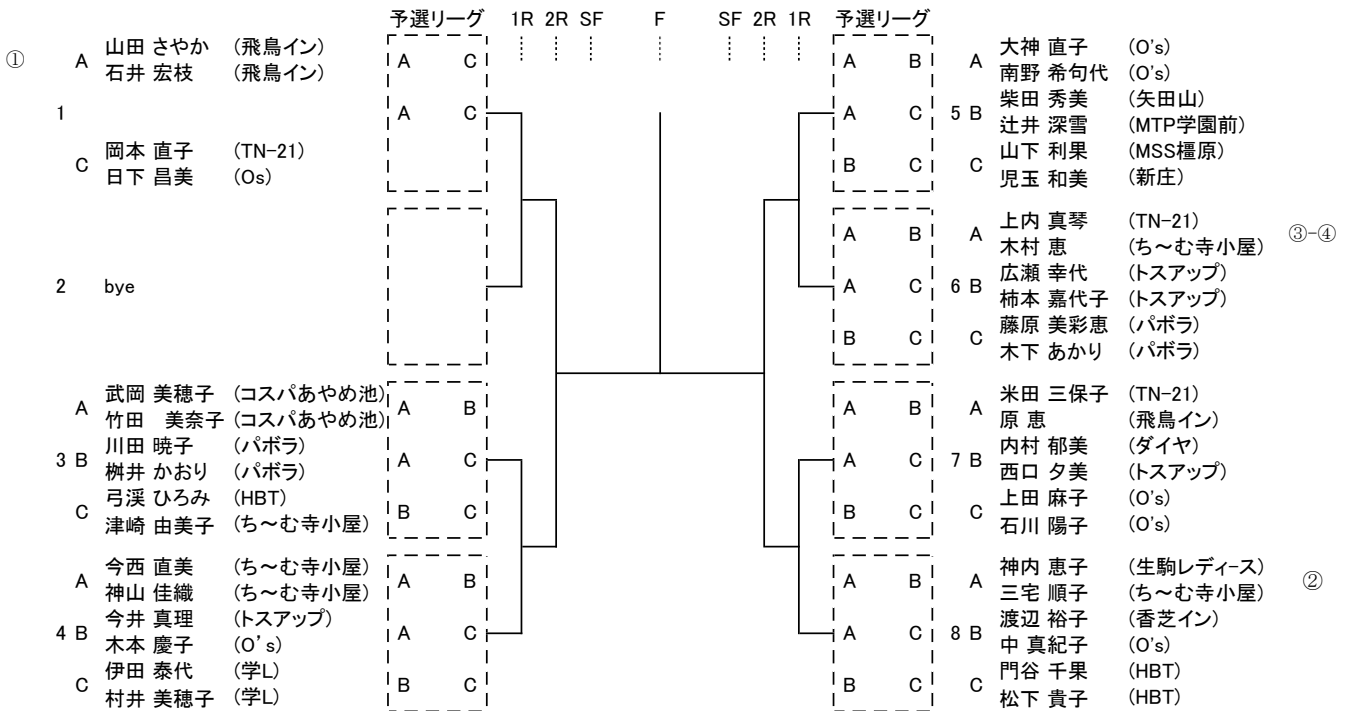 予選リーグ 1R 2R SF F SF 2R 1R 予選リーグ
① A 山田 さやか (飛鳥イン)
石井 宏枝 (飛鳥イン)
1
C 岡本 直子 (TN-21)
日下 昌美 (Os)
A C
A C
2 bye
A 武岡 美穂子 (コスパあやめ池)
竹田 美奈子 (コスパあやめ池)
3 B 川田 暁子 (パボラ)
桝井 かおり (パボラ)
C 弓渓 ひろみ (HBT)
津崎 由美子 (ち~む寺小屋)
A B
A C
B C
A 今西 直美 (ち~む寺小屋)
神山 佳織 (ち~む寺小屋)
4 B 今井 真理 (トスアップ)
木本 慶子 (O's)
C 伊田 泰代 (学L)
村井 美穂子 (学L)
A B
A C
B C
A B
A C
B C
A 大神 直子 (O's)
南野 希句代 (O's)
5 B 柴田 秀美 (矢田山)
辻井 深雪 (MTP学園前)
C 山下 利果 (MSS橿原)
児玉 和美 (新庄)
A B
A C
B C
A 上内 真琴 (TN-21)
木村 恵 (ち~む寺小屋) ③-④
6 B 広瀬 幸代 (トスアップ)
柿本 嘉代子 (トスアップ)
C 藤原 美彩恵 (パボラ)
木下 あかり (パボラ)
A B
A C
B C
A 米田 三保子 (TN-21)
原 恵 (飛鳥イン)
7 B 内村 郁美 (ダイヤ)
西口 夕美 (トスアップ)
C 上田 麻子 (O's)
石川 陽子 (O's)
A B
A C
B C
A 神内 恵子 (生駒レディース)
三宅 順子 (ち~む寺小屋) ②
8 B 渡辺 裕子 (香芝イン)
中 真紀子 (O's)
C 門谷 千果 (HBT)
松下 貴子 (HBT)